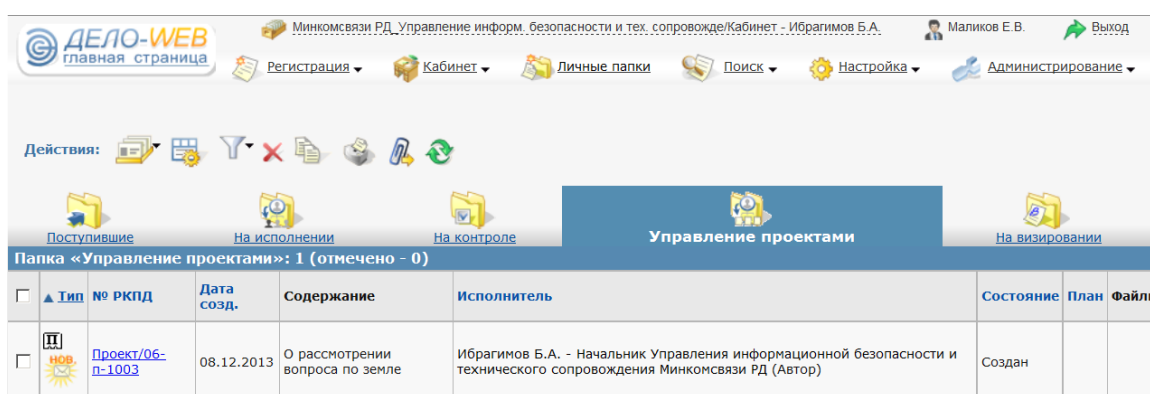 ДЕЛО-WEB
главная страница
Минкомсвязи РД_Управление информ. безопасности и тех. сопровожде/Кабинет - Ибрагимов Б.А.
Маликов Е.В.
Выход
Регистрация
Кабинет
Личные папки
Поиск
Настройка
Администрирование
Действия:
Поступившие
На исполнении
На контроле
Управление проектами
На визировании
Папка «Управление проектами»: 1 (отмечено - 0)
Тип
№ РКПД
Дата
созд.
Содержание
Исполнитель
Состояние
План
Файлы
П
НОВ.
Проект/06-
п-1003
08.12.2013
О рассмотрении
вопроса по земле
Ибрагимов Б.А. - Начальник Управления информационной безопасности и
технического сопровождения Минкомсвязи РД (Автор)
Создан